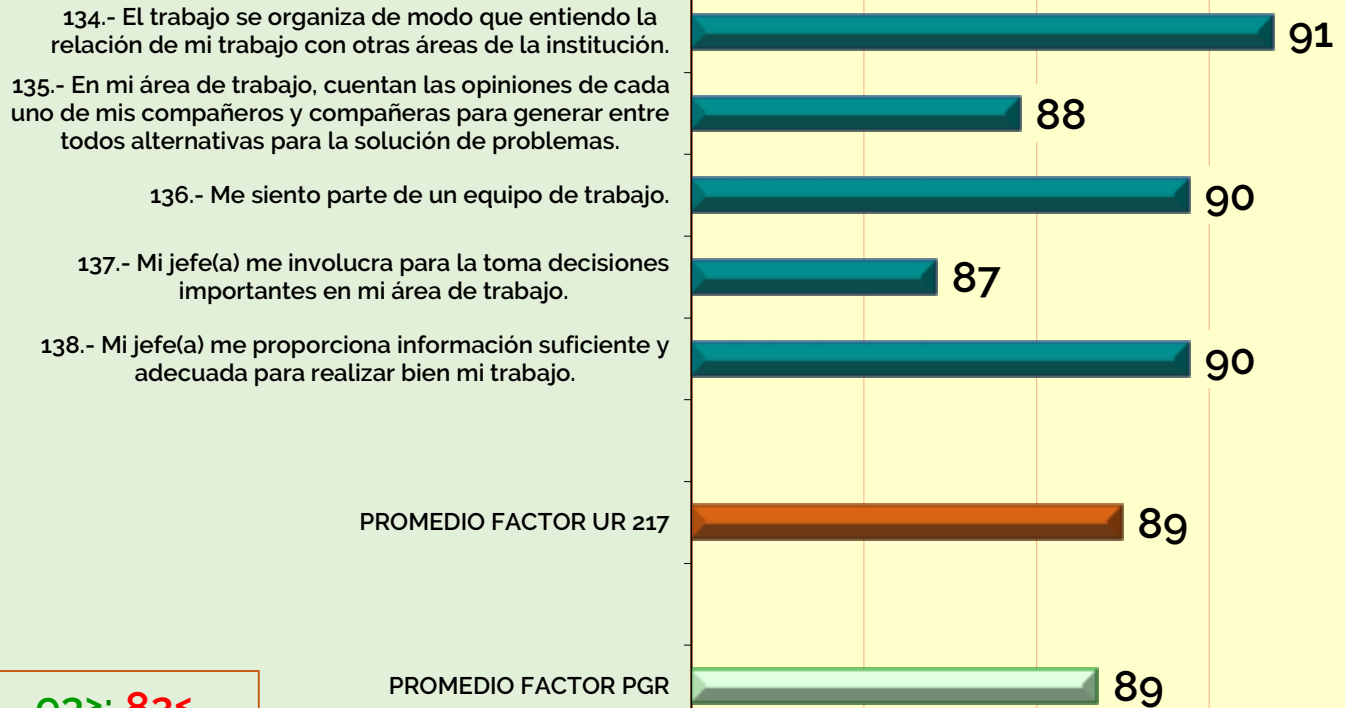 134.- El trabajo se organiza de modo que entiendo la
relación de mi trabajo con otras áreas de la institución.
91
135.- En mi área de trabajo, cuentan las opiniones de cada
uno de mis compañeros y compañeras para generar entre
todos alternativas para la solución de problemas.
88
136.- Me siento parte de un equipo de trabajo.
90
137.- Mi jefe(a) me involucra para la toma decisiones
importantes en mi área de trabajo.
87
138.- Mi jefe(a) me proporciona información suficiente y
adecuada para realizar bien mi trabajo.
90
PROMEDIO FACTOR UR 217
89
PROMEDIO FACTOR PGR
89